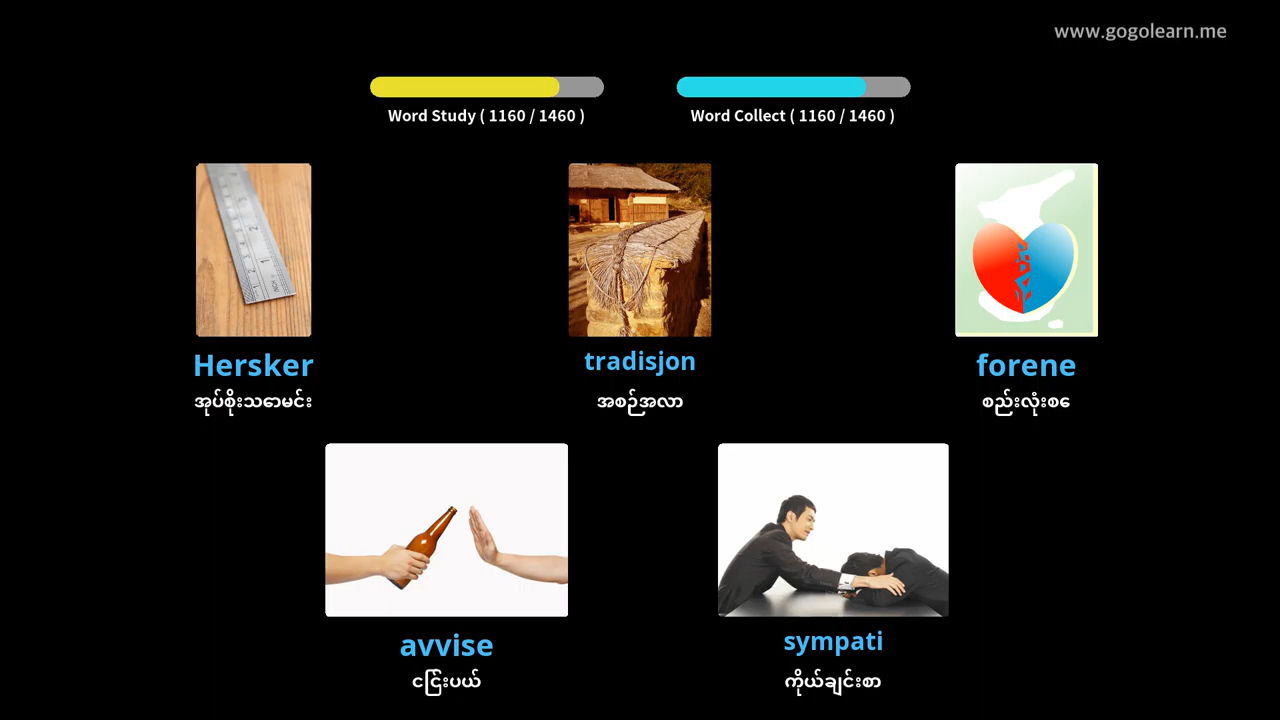 www.gogolearn.me
Word Study ( 1160 / 1460 )
Word Collect ( 1160 / 1460 )
Hersker
အုပ်စိုးသောမင်း
tradisjon
အစဉ်အလာ
forene
စည်းလုံးစေ
avvise
ငြင်းပယ်
sympati
ကိုယ်ချင်းစာ